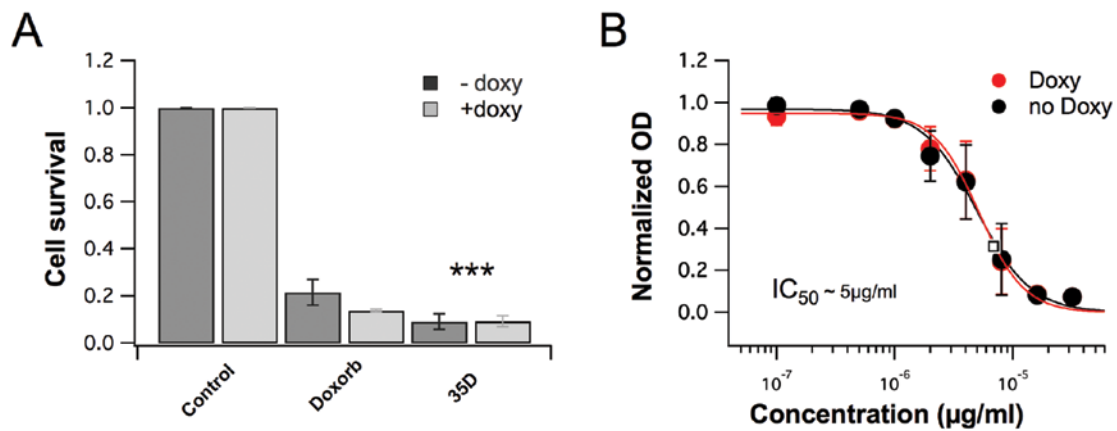 A
1.2
1.0
0.8
0.6
0.4
0.2
0.0
Cell survival
- doxy
+doxy
***
Control
Doxorb
35D
B
1.2
1.0
0.8
0.6
0.4
0.2
0.0
Normalized OD
Doxy
no Doxy
IC50 ~ 5µg/ml
10-7
10-6
10-5
Concentration (µg/ml)